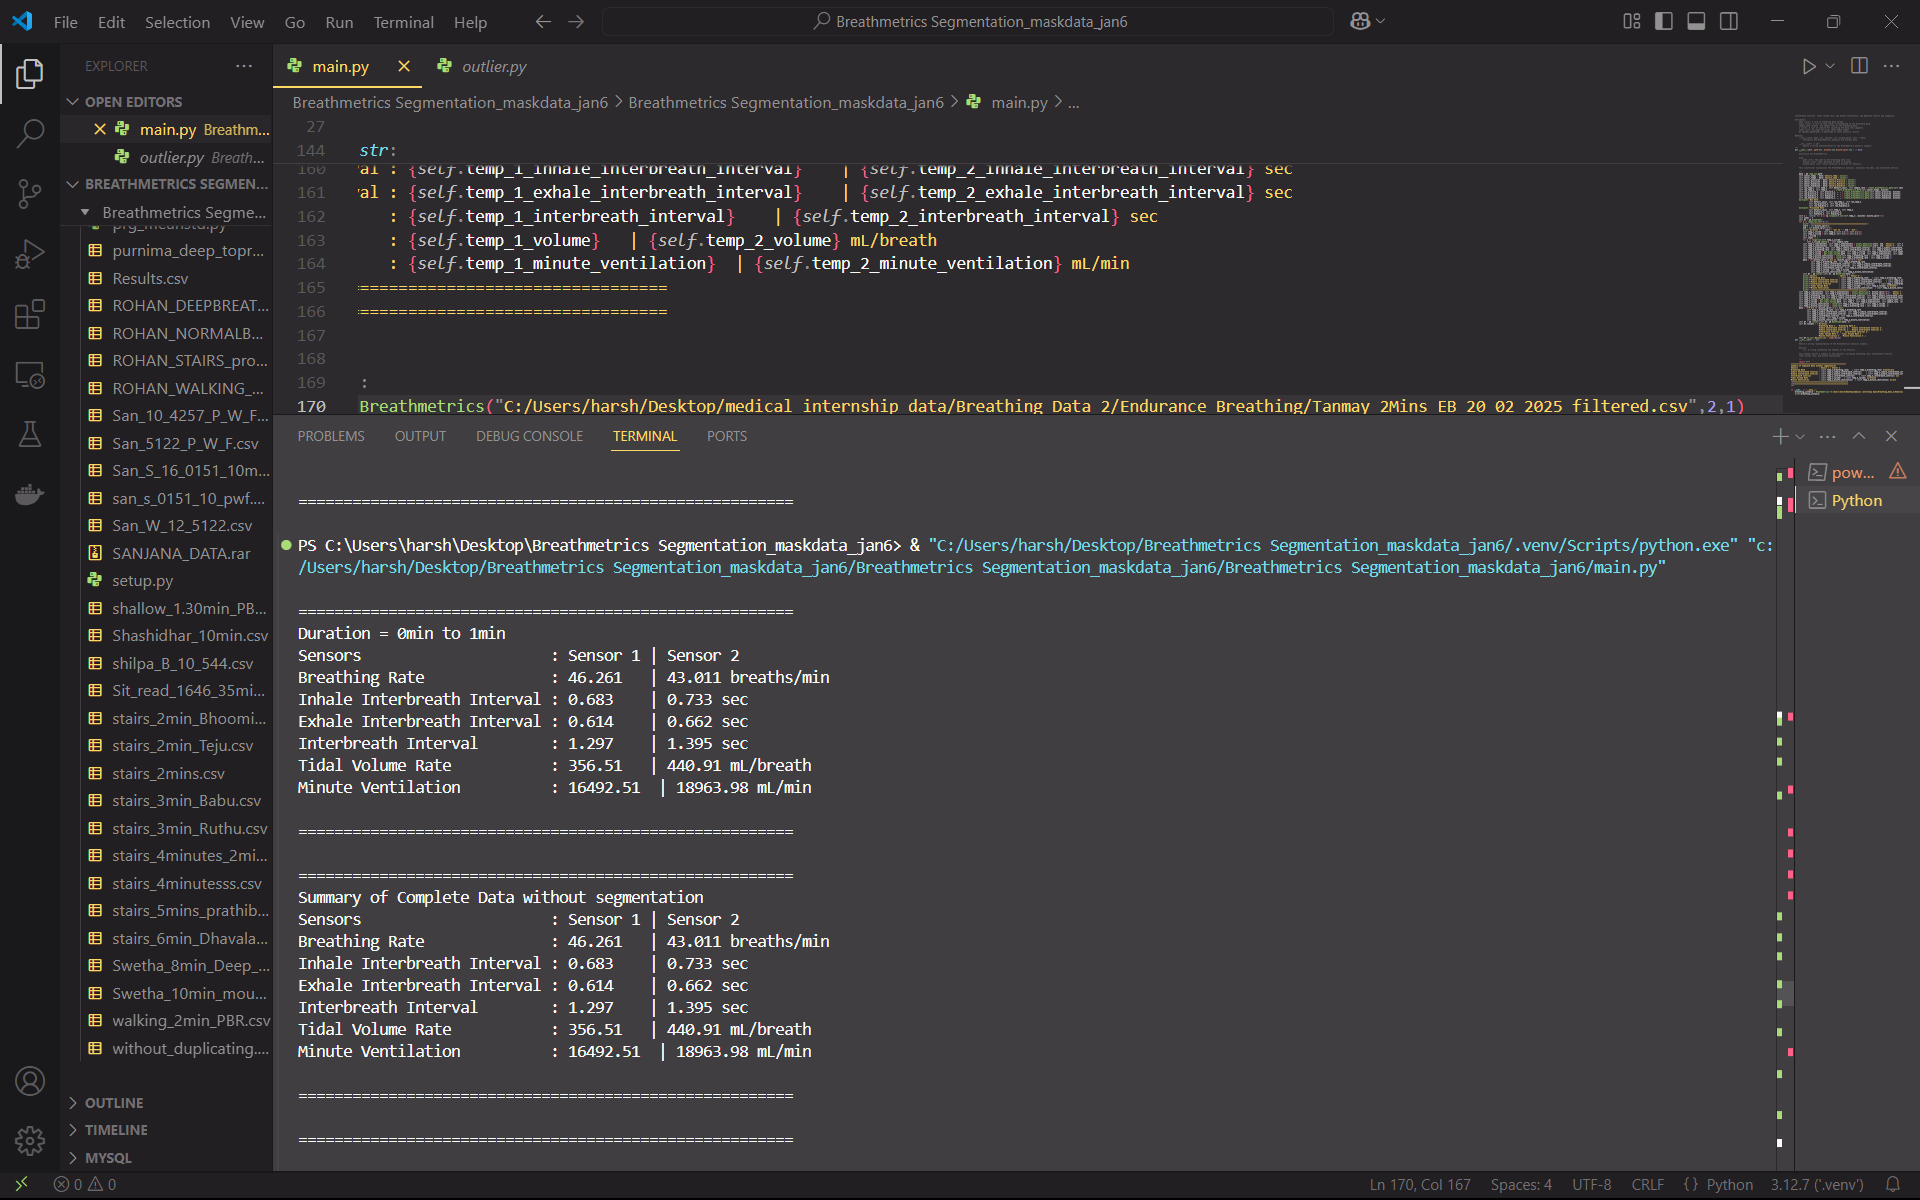 File Edit Selection View Go Run Terminal Help
Breathmetrics Segmentation_maskdata_jan6
EXPLORER
OPEN EDITORS
main.py Breathm...
outlier.py Breath...
BREATHMETRICS SEGMEN...
Breathmetrics Segme...
prg_meanstd.py
purnima_deep_topr...
Results.csv
ROHAN_DEEPBREAT...
ROHAN_NORMALB...
ROHAN_STAIRS_pro...
ROHAN_WALKING_...
San_10_4257_P_W_F...
San_5122_P_W_F.csv
San_S_16_0151_10m...
san_s_0151_10_pwf....
San_W_12_5122.csv
SANJANA_DATA.rar
setup.py
shallow_1.30min_PB...
Shashidhar_10min.csv
shilpa_B_10_544.csv
Sit_read_1646_35mi...
stairs_2min_Bhoomi...
stairs_2min_Teju.csv
stairs_2mins.csv
stairs_3min_Babu.csv
stairs_3min_Ruthu.csv
stairs_4minutes_2mi...
stairs_4minutesss.csv
stairs_5mins_prathib...
stairs_6min_Dhavala...
Swetha_8min_Deep_...
Swetha_10min_mou...
walking_2min_PBR.csv
without_duplicating....
OUTLINE
TIMELINE
MYSQL
main.py outlier.py
Breathmetrics Segmentation_maskdata_jan6 > Breathmetrics Segmentation_maskdata_jan6 > main.py > ...
27
144 str:
160 val : {self.temp_1_inhale_interbreath_interval} | {self.temp_2_inhale_interbreath_interval} sec
161 val : {self.temp_1_exhale_interbreath_interval} | {self.temp_2_exhale_interbreath_interval} sec
162 : {self.temp_1_interbreath_interval} | {self.temp_2_interbreath_interval} sec
163 : {self.temp_1_volume} | {self.temp_2_volume} mL/breath
164 : {self.temp_1_minute_ventilation} | {self.temp_2_minute_ventilation} mL/min
165 ===============================
166 ===============================
167
168
169 :
170 Breathmetrics("C:/Users/harsh/Desktop/medical internship data/Breathing Data 2/Endurance Breathing/Tanmay 2Mins EB 20 02 2025 filtered.csv",2,1)
PROBLEMS OUTPUT DEBUG CONSOLE TERMINAL PORTS
pow...
Python
=======================================================
PS C:\Users\harsh\Desktop\Breathmetrics Segmentation_maskdata_jan6> & "C:/Users/harsh/Desktop/Breathmetrics Segmentation_maskdata_jan6/.venv/Scripts/python.exe" "c:
/Users/harsh/Desktop/Breathmetrics Segmentation_maskdata_jan6/Breathmetrics Segmentation_maskdata_jan6/Breathmetrics Segmentation_maskdata_jan6/main.py"
=======================================================
Duration = 0min to 1min
Sensors : Sensor 1 | Sensor 2
Breathing Rate : 46.261 | 43.011 breaths/min
Inhale Interbreath Interval : 0.683 | 0.733 sec
Exhale Interbreath Interval : 0.614 | 0.662 sec
Interbreath Interval : 1.297 | 1.395 sec
Tidal Volume Rate : 356.51 | 440.91 mL/breath
Minute Ventilation : 16492.51 | 18963.98 mL/min
=======================================================
=======================================================
Summary of Complete Data without segmentation
Sensors : Sensor 1 | Sensor 2
Breathing Rate : 46.261 | 43.011 breaths/min
Inhale Interbreath Interval : 0.683 | 0.733 sec
Exhale Interbreath Interval : 0.614 | 0.662 sec
Interbreath Interval : 1.297 | 1.395 sec
Tidal Volume Rate : 356.51 | 440.91 mL/breath
Minute Ventilation : 16492.51 | 18963.98 mL/min
=======================================================
=======================================================
0 0 Ln 170, Col 167 Spaces: 4 UTF-8 CRLF {} Python 3.12.7 ('.venv')